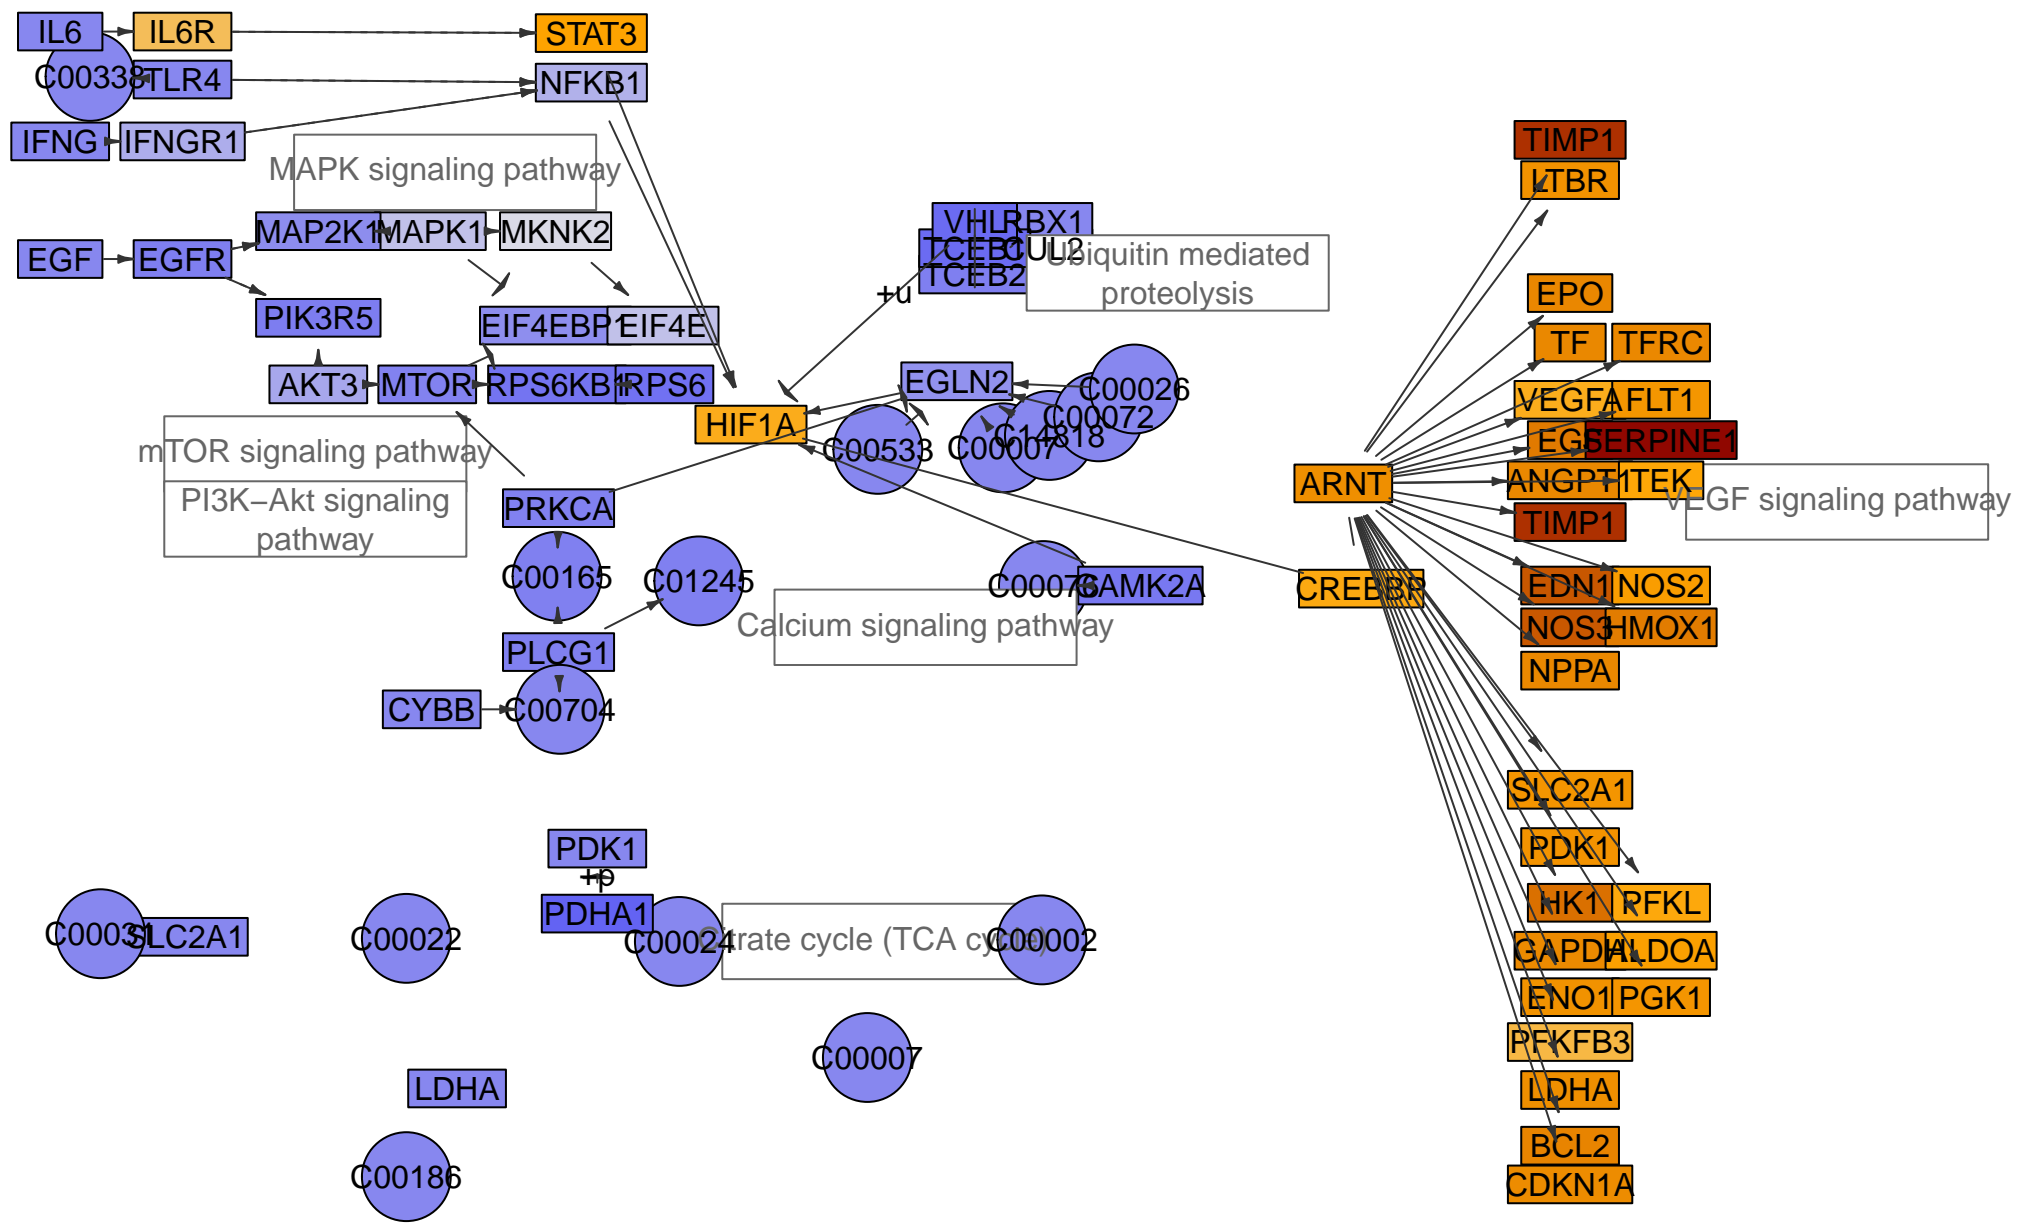 IL6
IL6R
STAT3
C00338
TLR4
NFKB1
IFNG
IFNGR1
MAPK signaling pathway
MAP2K1
MAPK1
MKNK2
EGF
EGFR
PIK3R5
EIF4EBP1
EIF4E
AKT3
MTOR
RPS6KB1
RPS6
HIF1A
mTOR signaling pathway
PI3K–Akt signaling
pathway
PRKCA
C00165
C01245
PLCG1
CYBB
C00704
VHL
RBX1
TCEB1
CUL2
TCEB2
Ubiquitin mediated
proteolysis
+u
EGLN2
C00533
C00007
C14818
C00072
C00026
C00076
CAMK2A
Calcium signaling pathway
ARNT
CREBBP
TIMP1
LTBR
EPO
TF
TFRC
VEGFA
FLT1
EGF
SERPINE1
ANGPT1
TEK
VEGF signaling pathway
TIMP1
EDN1
NOS2
NOS3
HMOX1
NPPA
SLC2A1
PDK1
HK1
PFKL
GAPDH
ALDOA
ENO1
PGK1
PFKFB3
LDHA
BCL2
CDKN1A
PDK1
+p
PDHA1
C00031
SLC2A1
C00022
C00024
Citrate cycle (TCA cycle)
C00002
C00007
LDHA
C00186